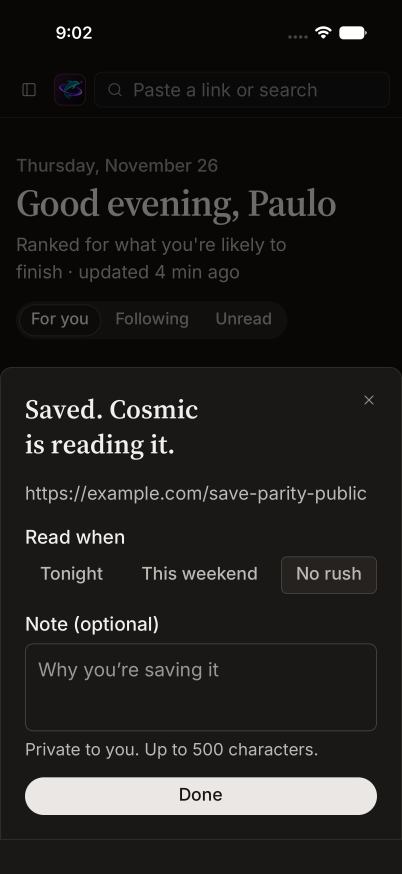 9:02
Paste a link or search
Thursday, November 26
Good evening, Paulo
Ranked for what you're likely to
finish · updated 4 min ago
For you Following Unread
Saved. Cosmic
is reading it.
https://example.com/save-parity-public
Read when
Tonight This weekend No rush
Note (optional)
Why you’re saving it
Private to you. Up to 500 characters.
Done